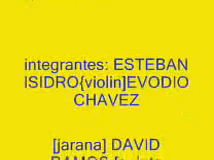 integrantes: ESTEBAN
ISIDRO{violin]EVODIO
CHAVEZ
[jarana] DAVID